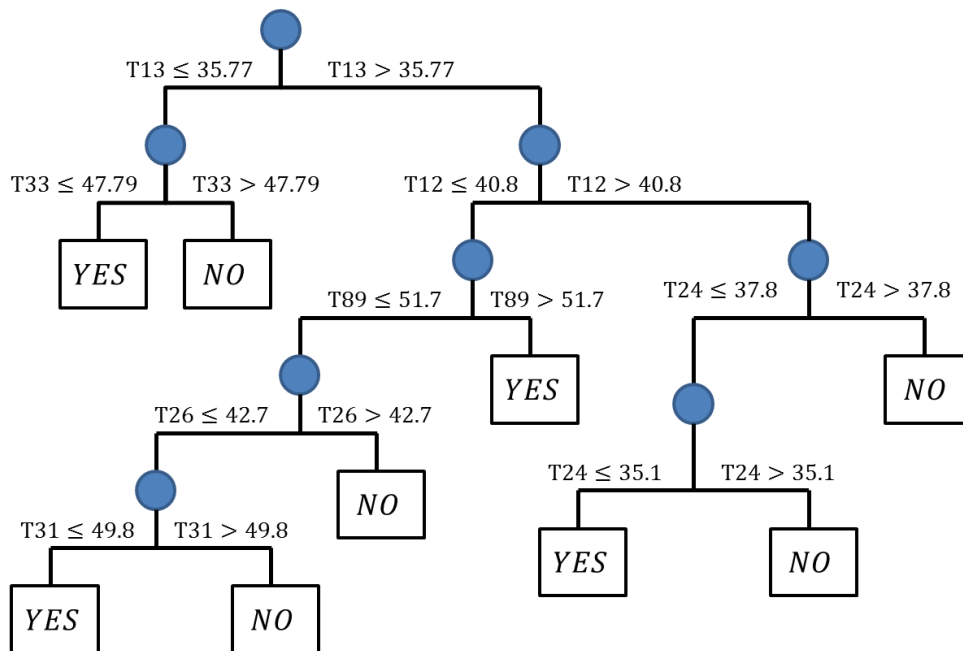 T13 ≤ 35.77 T13 > 35.77
T33 ≤ 47.79 T33 > 47.79 T12 ≤ 40.8 T12 > 40.8
YES NO
T89 ≤ 51.7 T89 > 51.7 T24 ≤ 37.8 T24 > 37.8
YES NO
T26 ≤ 42.7 T26 > 42.7
T24 ≤ 35.1 T24 > 35.1
NO
T31 ≤ 49.8 T31 > 49.8
YES NO
YES NO